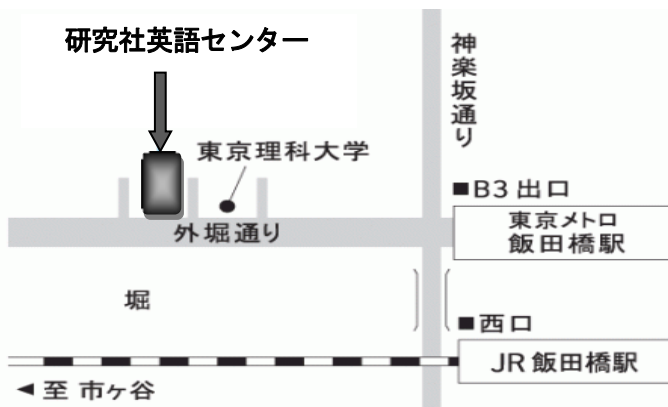 研究社英語センター
神楽坂通り
東京理科大学
■B3 出口
東京メトロ
飯田橋駅
外堀通り
堀
■西口
JR 飯田橋駅
◀ 至 市ヶ谷